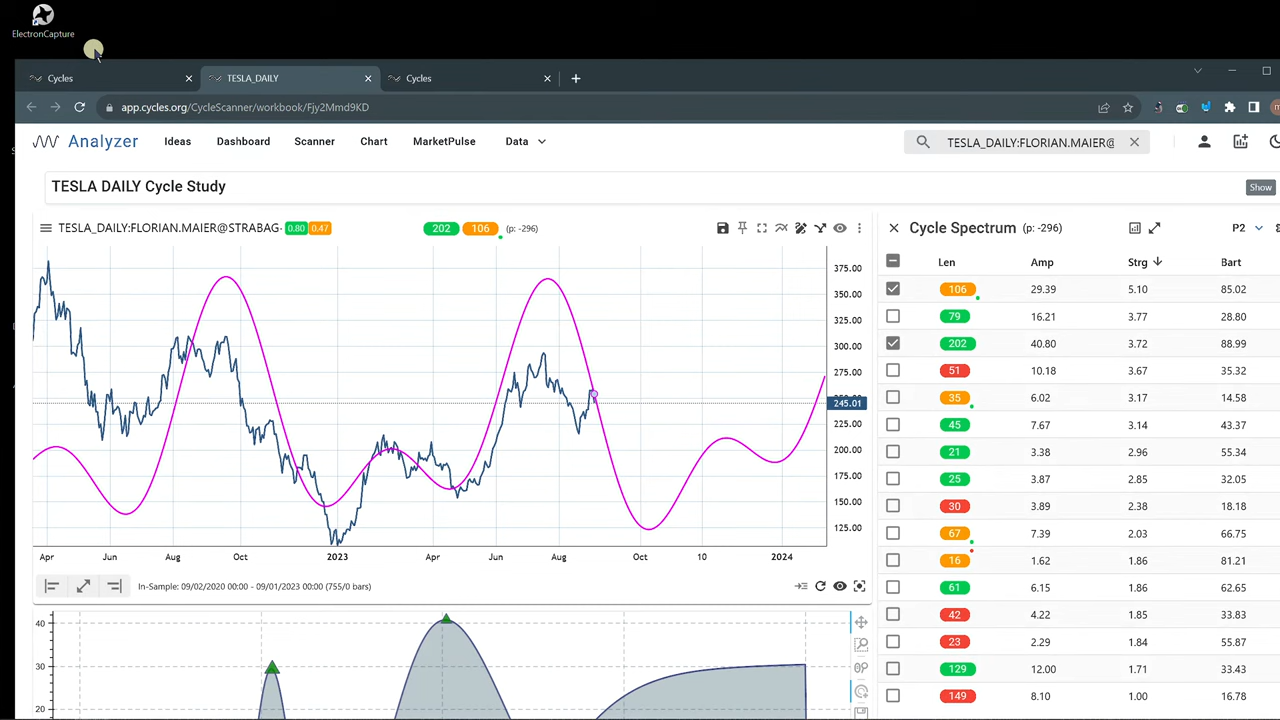 ElectronCapture
Cycles
TESLA_DAILY
Cycles
app.cycles.org/CycleScanner/workbook/Fjy2Mmd9KD
Analyzer Ideas Dashboard Scanner Chart MarketPulse Data
TESLA_DAILY:FLORIAN.MAIER@
TESLA DAILY Cycle Study
Show
TESLA_DAILY:FLORIAN.MAIER@STRABAG 0.80 0.47 202 106 (p: -296)
Cycle Spectrum (p: -296) P2
Len Amp Strg Bart
106 29.39 5.10 85.02
79 16.21 3.77 28.80
202 40.80 3.72 88.99
51 10.18 3.67 35.32
35 6.02 3.17 14.58
45 7.67 3.14 43.37
21 3.38 2.96 55.34
25 3.87 2.85 32.05
30 3.89 2.38 18.18
67 7.39 2.03 66.75
16 1.62 1.86 81.21
61 6.15 1.86 62.65
42 4.22 1.85 33.83
23 2.29 1.84 55.87
129 12.00 1.71 33.43
149 8.10 1.00 9.78
375.00
350.00
325.00
300.00
275.00
245.01
225.00
200.00
175.00
150.00
125.00
Apr Jun Aug Oct 2023 Apr Jun Aug Oct 10 2024
In-Sample: 09/02/2020 00:00 - 09/01/2023 00:00 (755/0 bars)
40
30
20